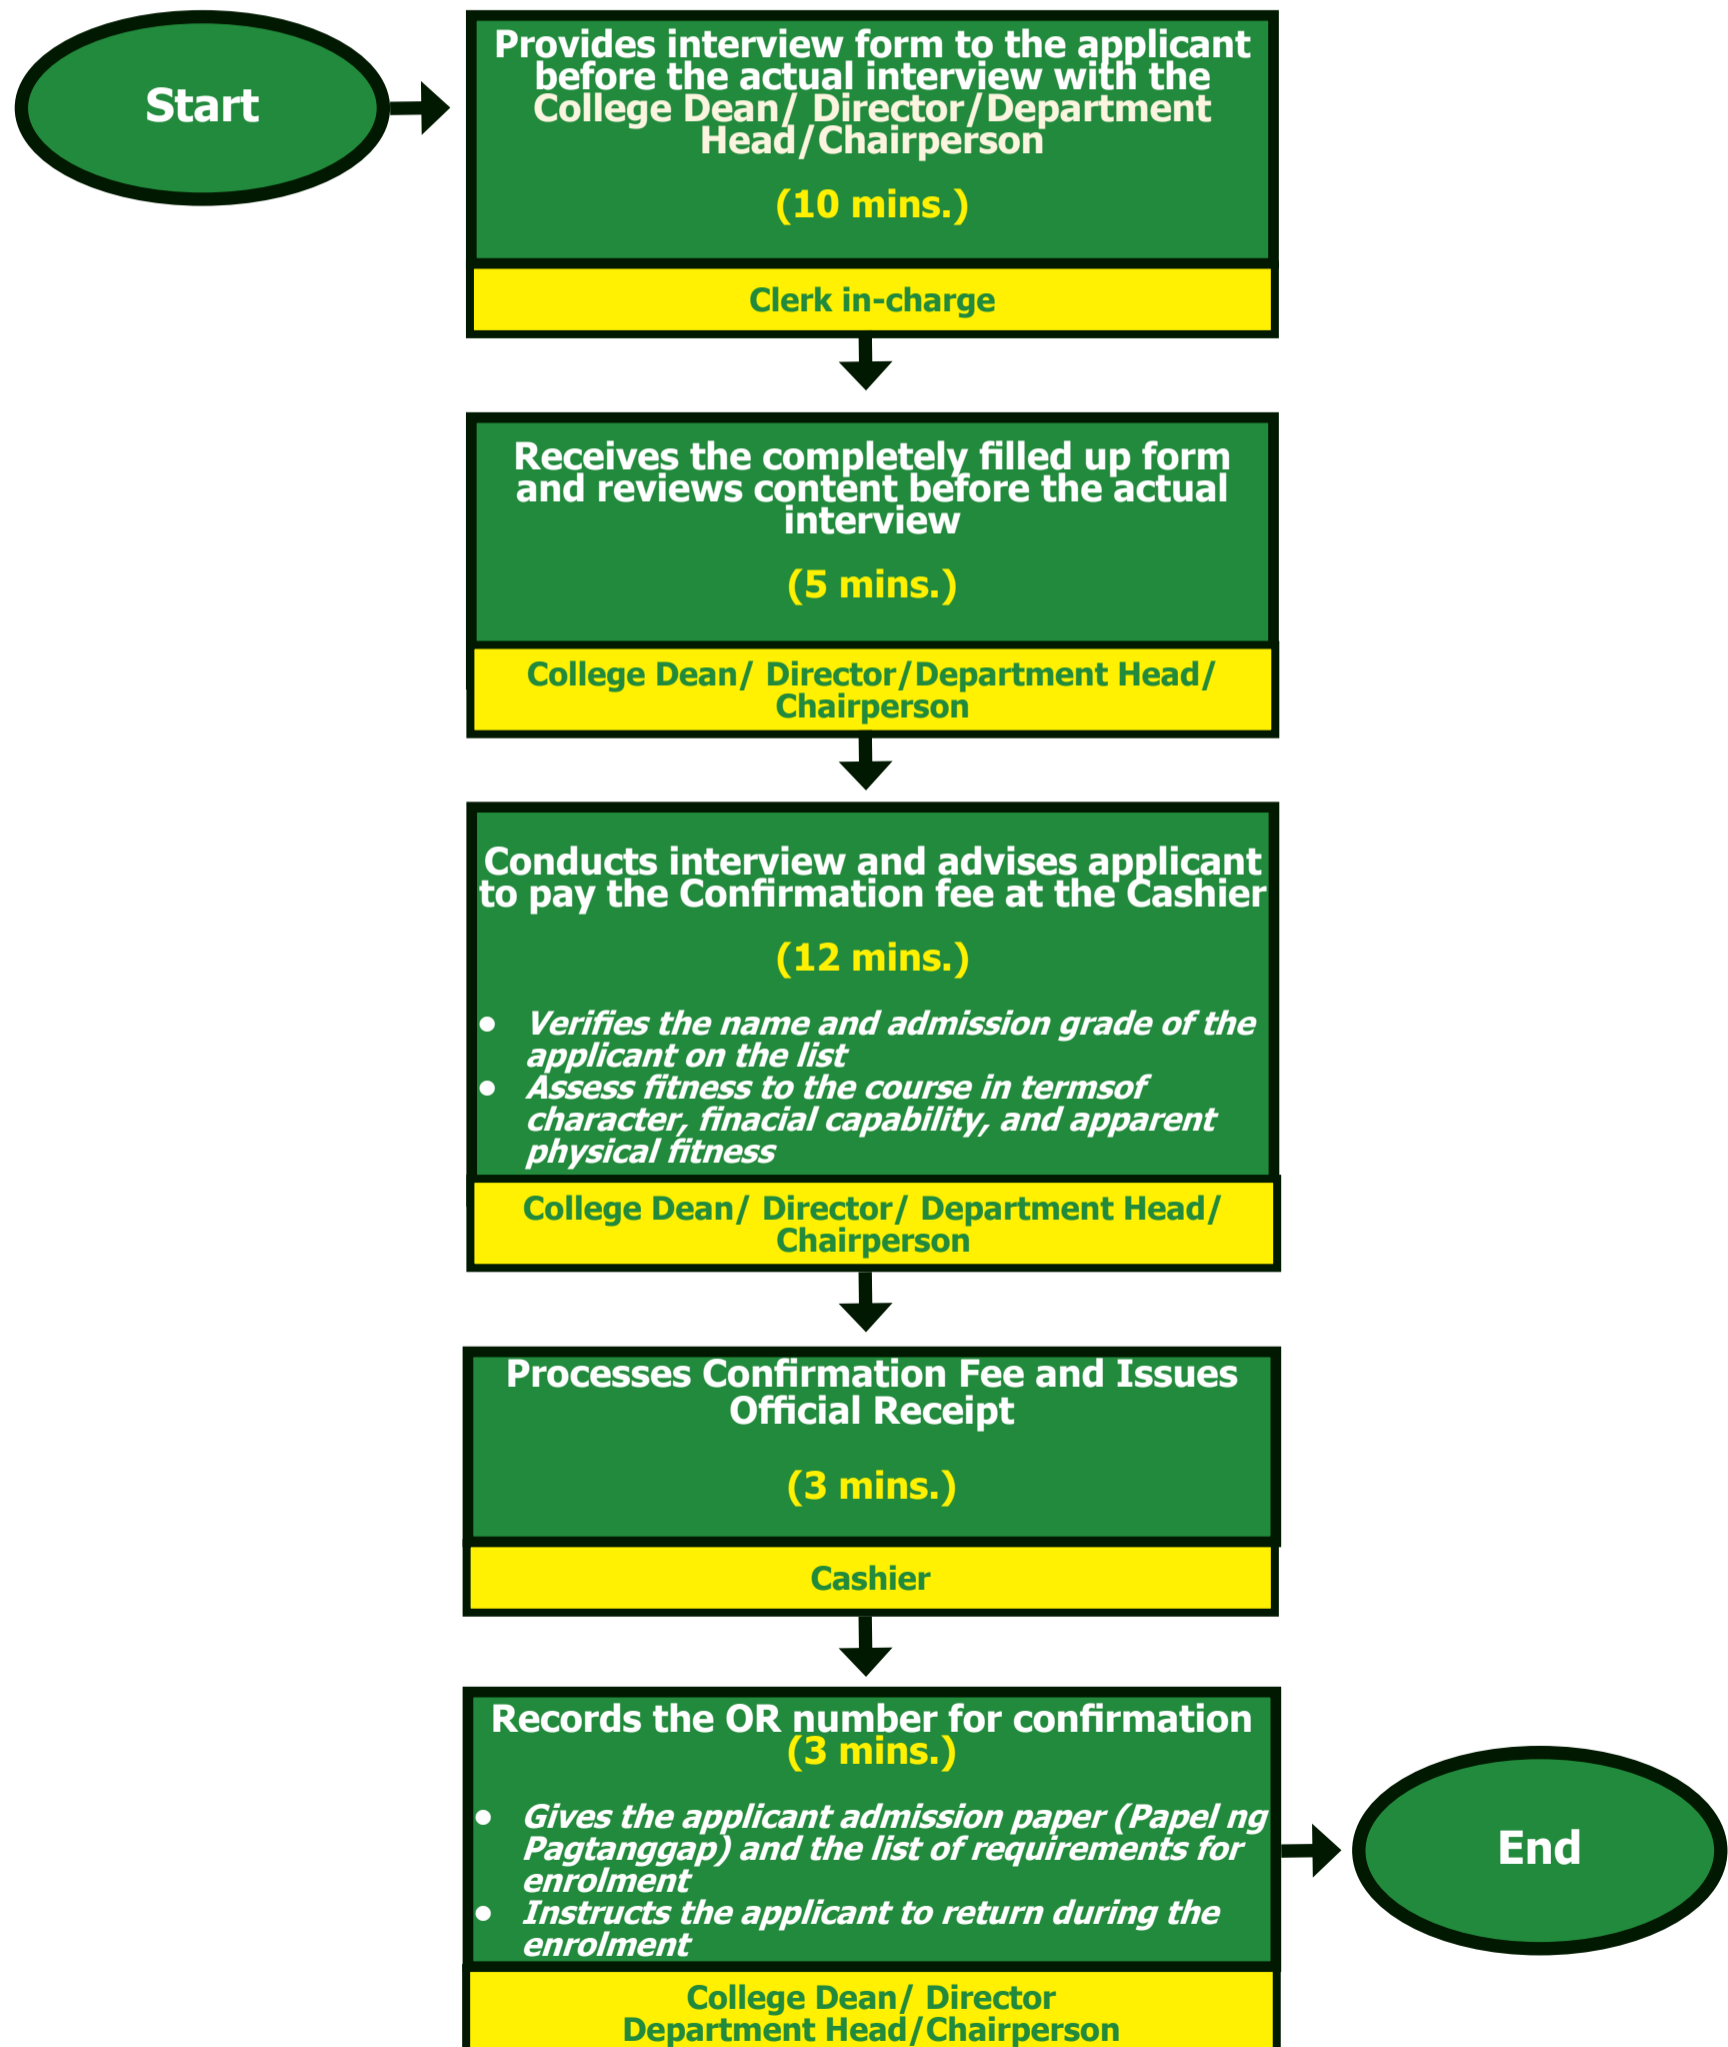 Start
Provides interview form to the applicant
before the actual interview with the
College Dean/ Director/Department
Head/Chairperson
(10 mins.)
Clerk in-charge
Receives the completely filled up form
and reviews content before the actual
interview
(5 mins.)
College Dean/ Director/Department Head/
Chairperson
Conducts interview and advises applicant
to pay the Confirmation fee at the Cashier
(12 mins.)
● Verifies the name and admission grade of the
applicant on the list
● Assess fitness to the course in termsof
character, finacial capability, and apparent
physical fitness
College Dean/ Director/ Department Head/
Chairperson
Processes Confirmation Fee and Issues
Official Receipt
(3 mins.)
Cashier
Records the OR number for confirmation
(3 mins.)
● Gives the applicant admission paper (Papel ng
Pagtanggap) and the list of requirements for
enrolment
● Instructs the applicant to return during the
enrolment
College Dean/ Director
Department Head/Chairperson
End